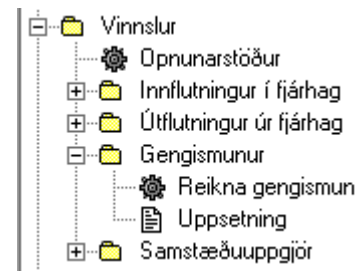 Vinnslur
Opnunarstöður
Innflutningur í fjárhag
Útflutningur úr fjárhag
Gengismunur
Reikna gengismun
Uppsetning
Samstæðuuppgjör